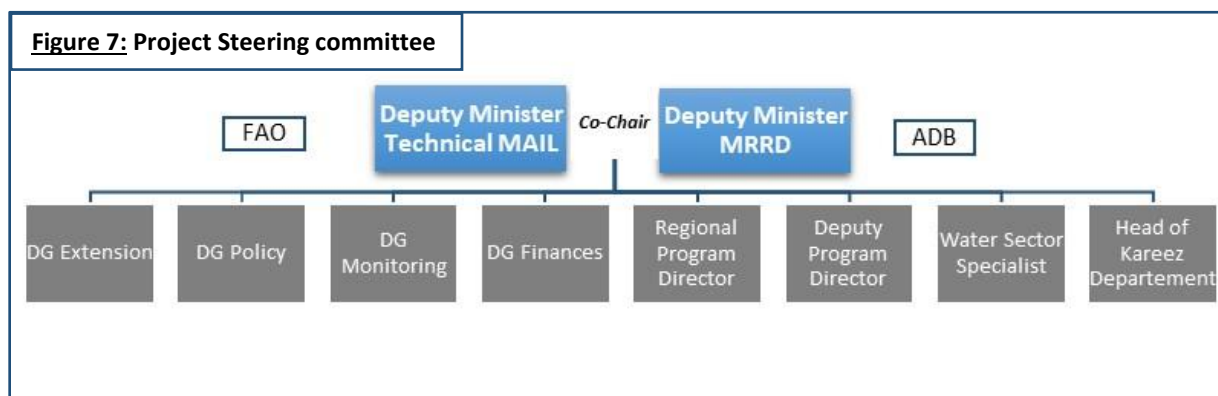 Figure 7: Project Steering committee
FAO
Deputy Minister
Technical MAIL
Co-Chair
Deputy Minister
MRRD
ADB
DG Extension
DG Policy
DG
Monitoring
DG Finances
Regional
Program
Director
Deputy
Program
Director
Water Sector
Specialist
Head of
Kareez
Departement